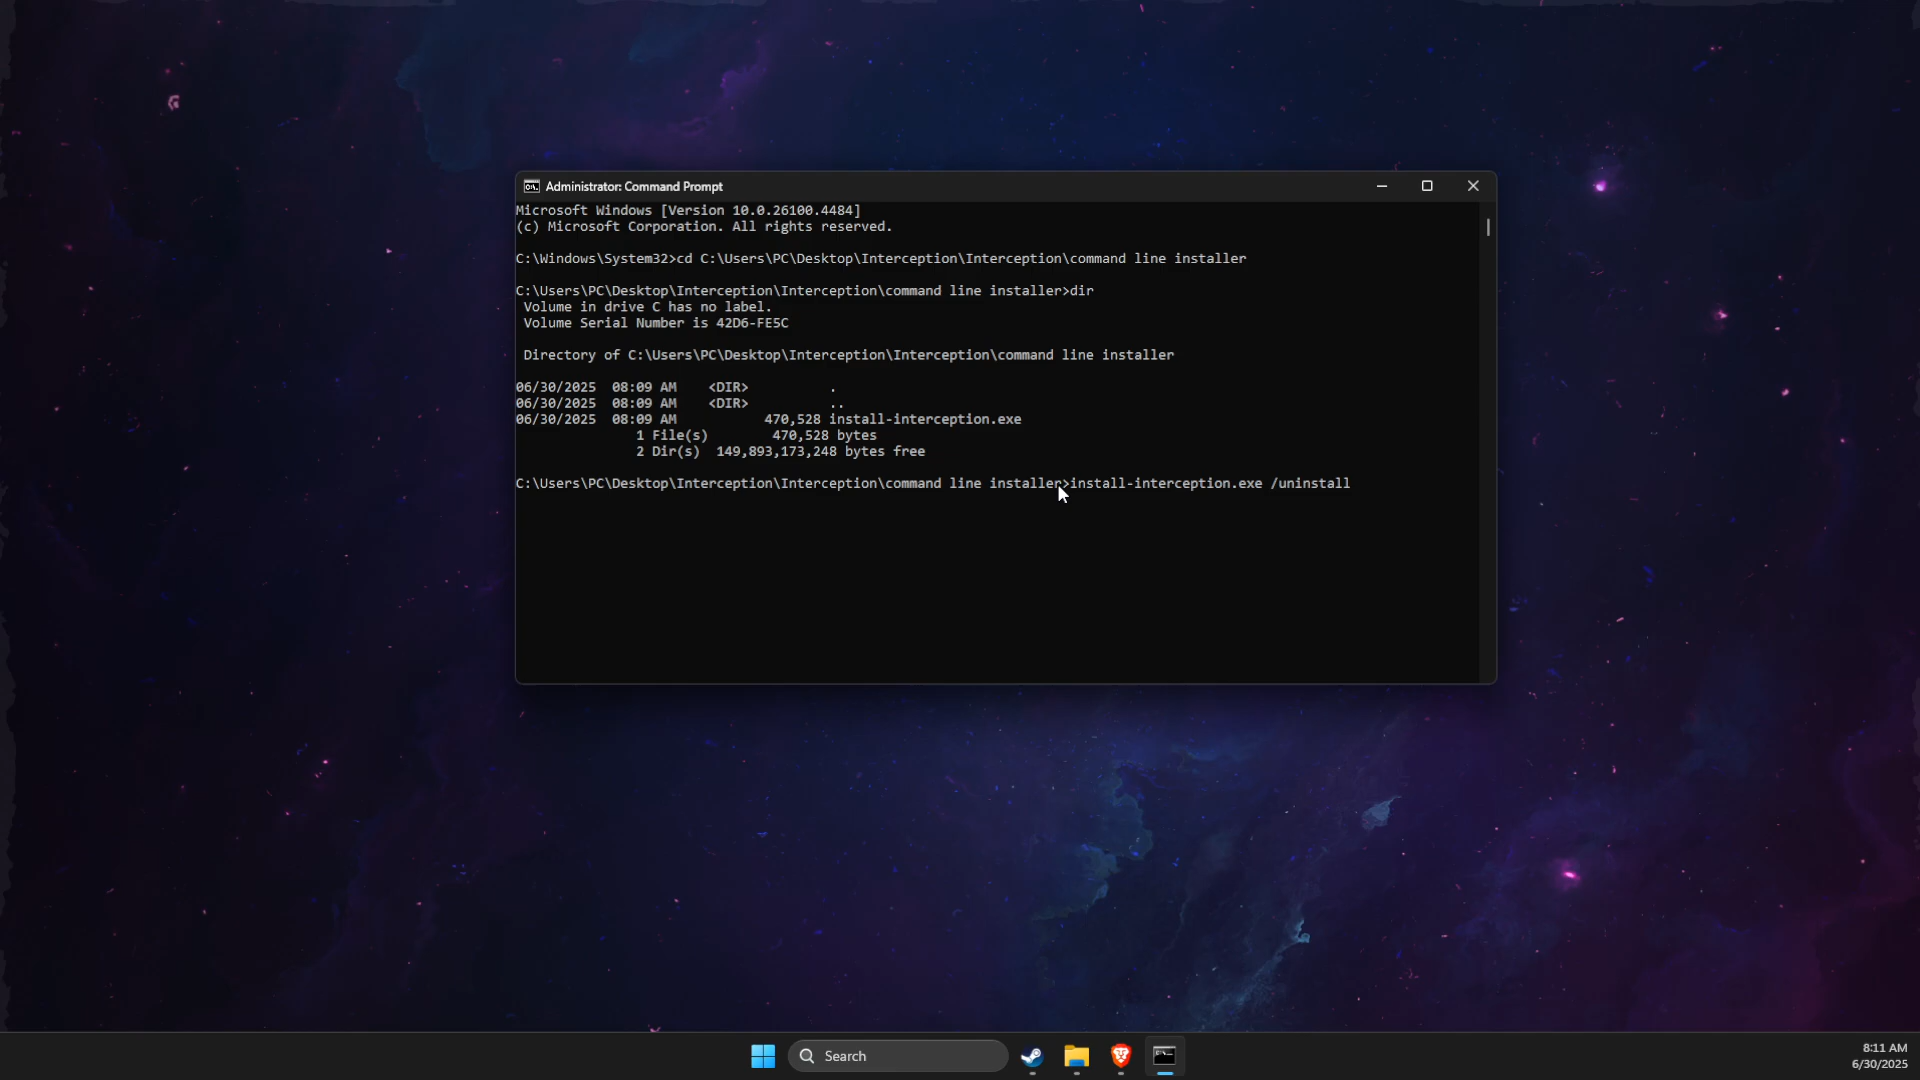 Administrator: Command Prompt
Microsoft Windows [Version 10.0.26100.4484]
(c) Microsoft Corporation. All rights reserved.
C:\Windows\System32>cd C:\Users\PC\Desktop\Interception\Interception\command line installer
C:\Users\PC\Desktop\Interception\Interception\command line installer>dir
Volume in drive C has no label.
Volume Serial Number is 42D6-FE5C
Directory of C:\Users\PC\Desktop\Interception\Interception\command line installer
06/30/2025 08:09 AM <DIR> .
06/30/2025 08:09 AM <DIR> ..
06/30/2025 08:09 AM 470,528 install-interception.exe
1 File(s) 470,528 bytes
2 Dir(s) 149,893,173,248 bytes free
C:\Users\PC\Desktop\Interception\Interception\command line installer>install-interception.exe /uninstall
Search
8:11 AM
6/30/2025